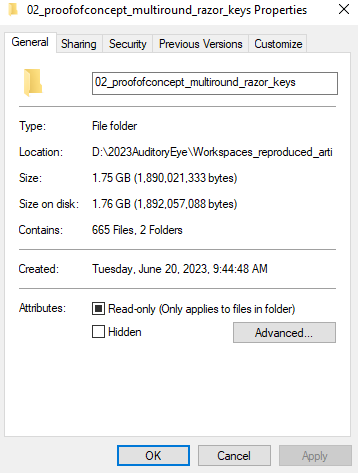 02_proofofconcept_multiround_razor_keys Properties
General Sharing Security Previous Versions Customize
02_proofofconcept_multiround_razor_keys
Type: File folder
Location: D:\2023AuditoryEye\Workspaces_reproduced_arti
Size: 1.75 GB (1,890,021,333 bytes)
Size on disk: 1.76 GB (1,892,057,088 bytes)
Contains: 665 Files, 2 Folders
Created: Tuesday, June 20, 2023, 9:44:48 AM
Attributes: Read-only (Only applies to files in folder)
Hidden Advanced...
OK Cancel Apply